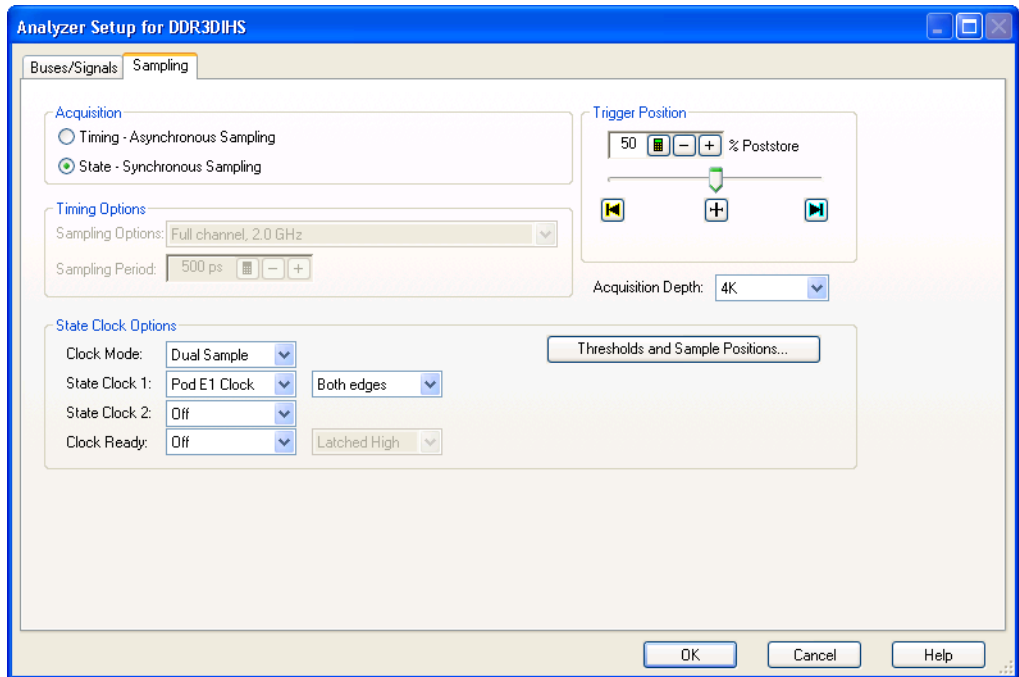 Analyzer Setup for DDR3DIHS
Buses/Signals Sampling
Acquisition
Timing - Asynchronous Sampling
State - Synchronous Sampling
Timing Options
Sampling Options: Full channel, 2.0 GHz
Sampling Period: 500 ps
Trigger Position
50 % Poststore
Acquisition Depth: 4K
State Clock Options
Clock Mode: Dual Sample
State Clock 1: Pod E1 Clock Both edges
State Clock 2: Off
Clock Ready: Off Latched High
Thresholds and Sample Positions...
OK Cancel Help